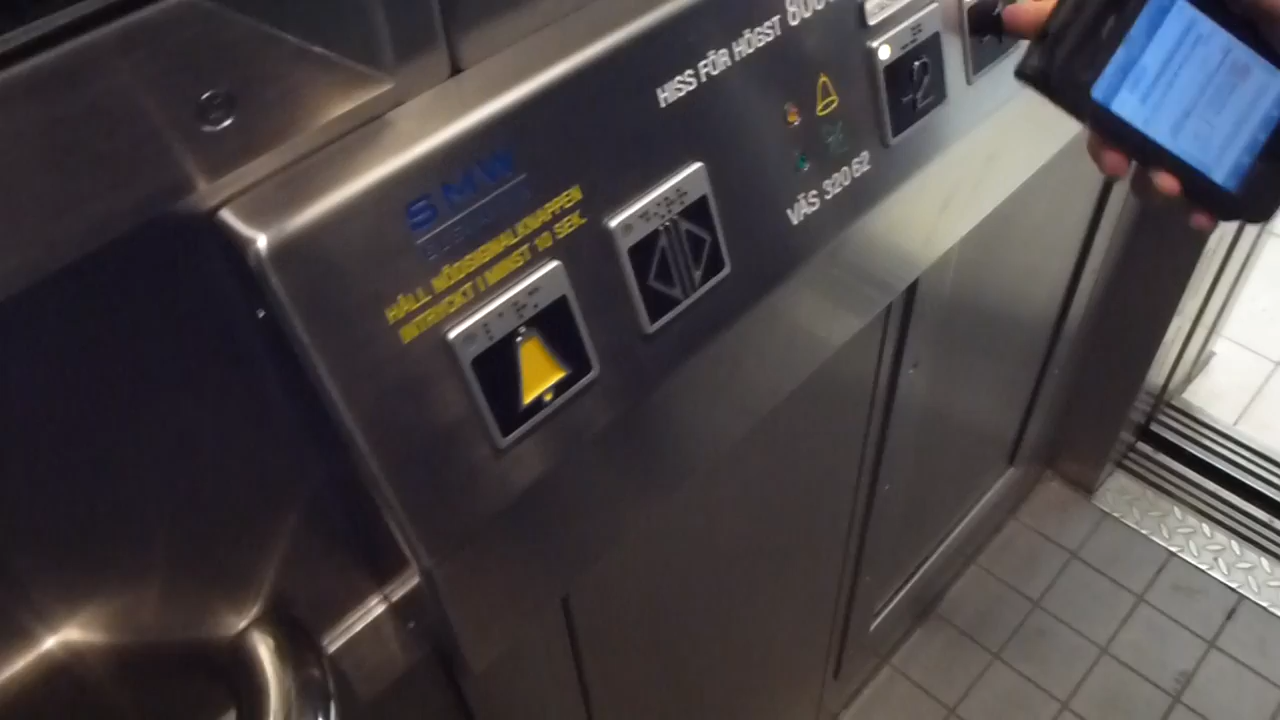 HISS FÖR HÖGST
SMW
HÅLL NÖDSIGNALKNAPPEN
INTRYCKT I MINST 10 SEK.
VÄS 320 62
-2